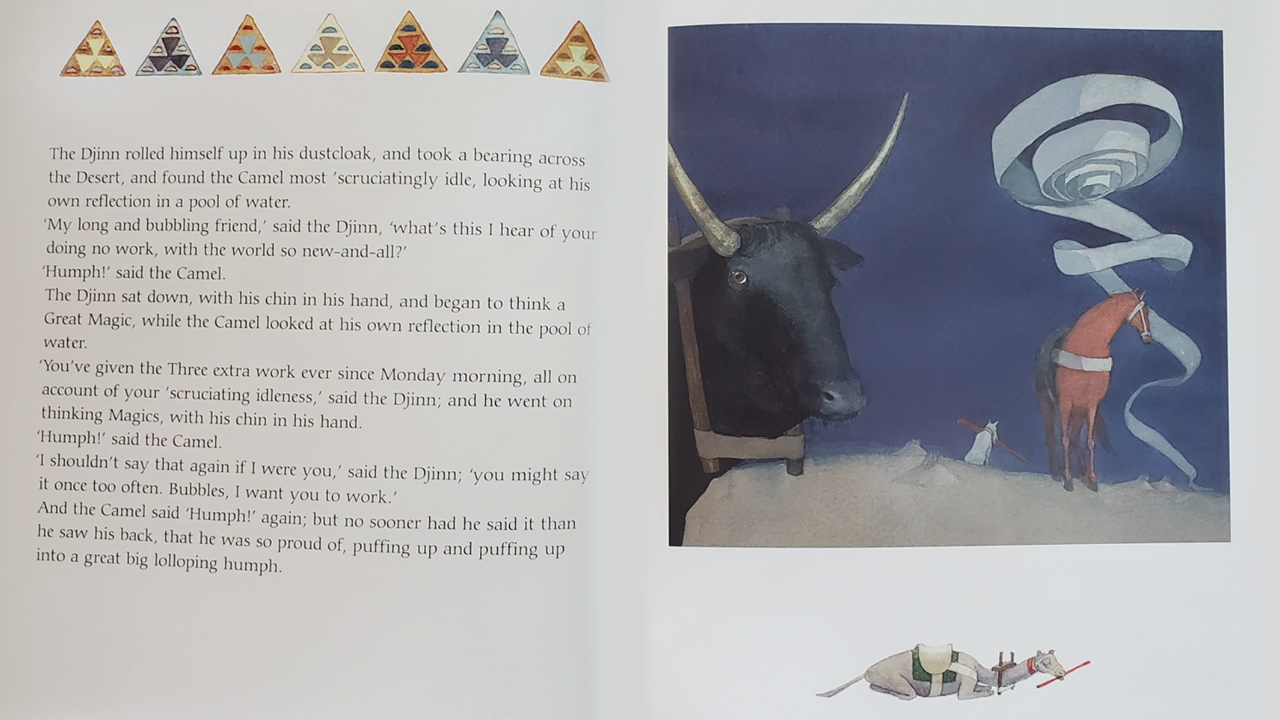 The Djinn rolled himself up in his dustcloak, and took a bearing across
the Desert, and found the Camel most 'scruciatingly idle, looking at his
own reflection in a pool of water.
'My long and bubbling friend,' said the Djinn, 'what's this I hear of your
doing no work, with the world so new-and-all?'
'Humph!' said the Camel.
The Djinn sat down, with his chin in his hand, and began to think a
Great Magic, while the Camel looked at his own reflection in the pool of
water.
'You've given the Three extra work ever since Monday morning, all on
account of your 'scruciating idleness,' said the Djinn; and he went on
thinking Magics, with his chin in his hand.
'Humph!' said the Camel.
'I shouldn't say that again if I were you,' said the Djinn; 'you might say
it once too often. Bubbles, I want you to work.'
And the Camel said 'Humph!' again; but no sooner had he said it than
he saw his back, that he was so proud of, puffing up and puffing up
into a great big lolloping humph.